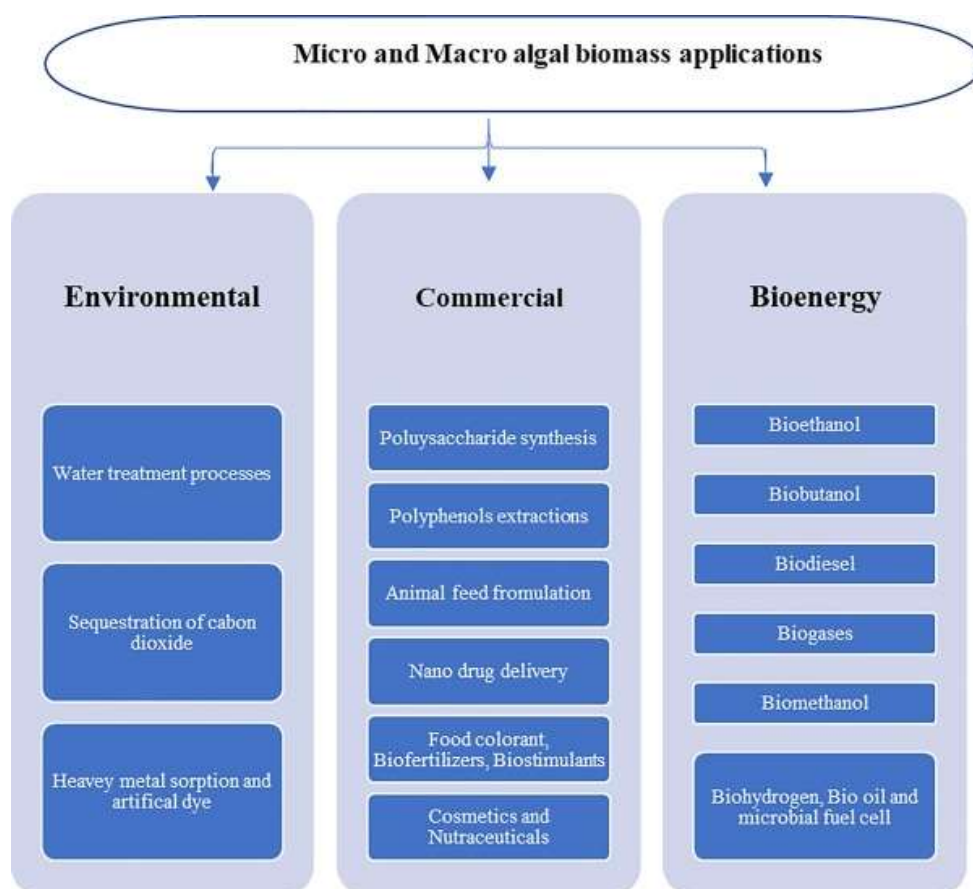 Micro and Macro algal biomass applications
Environmental
Water treatment processes
Sequestration of cabon
dioxide
Heavey metal sorption and
artifical dye
Commercial
Poluysaccharide synthesis
Polyphenols extractions
Animal feed fromulation
Nano drug delivery
Food colorant,
Biofertilizers, Biostimulants
Cosmetics and
Nutraceuticals
Bioenergy
Bioethanol
Biobutanol
Biodiesel
Biogases
Biomethanol
Biohydrogen, Bio oil and
microbial fuel cell